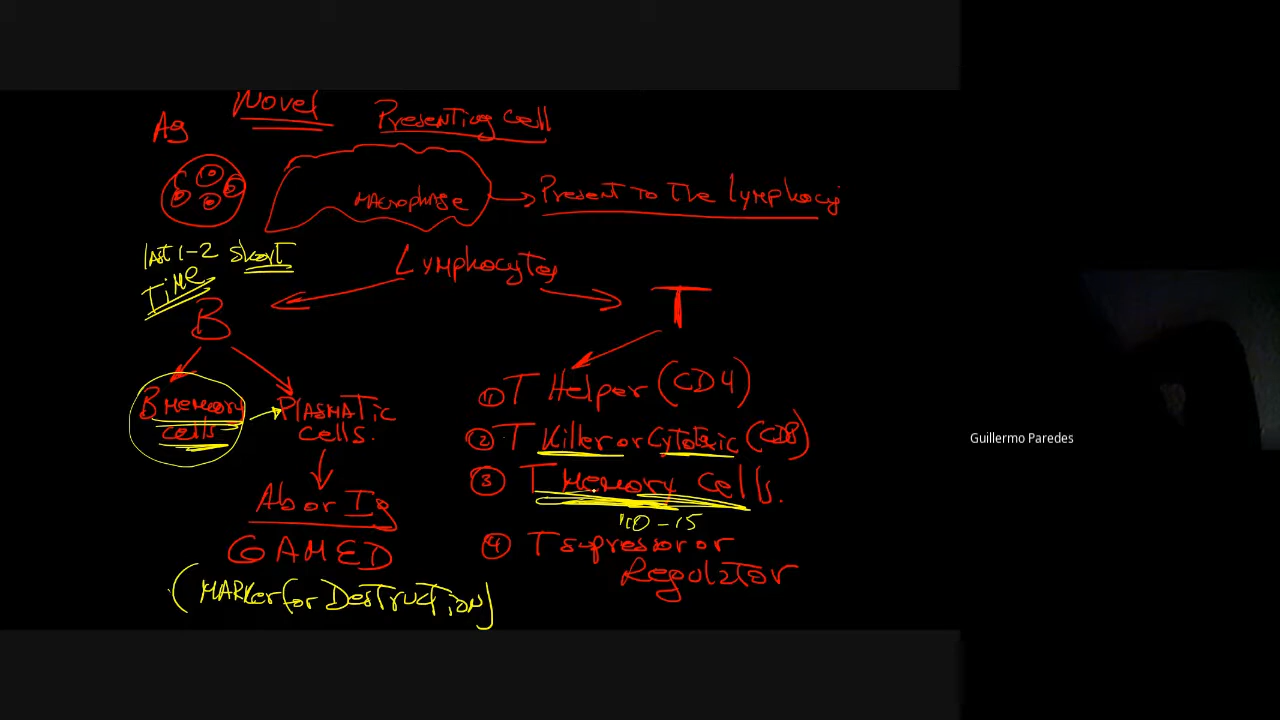 Novel
Ag
Presenting cell
Macrophage
Present to the Lymphocy
last 1-2 short
Time
Lymphocytes
B
T
B memory
cells
Plasmatic
cells.
Ab or Ig
GAMED
(Marker for Destruction)
① T Helper (CD4)
② T Killer or Cytotoxic (CD8)
③ T Memory cells.
10-15
④ T supressor or
Regulator
Guillermo Paredes